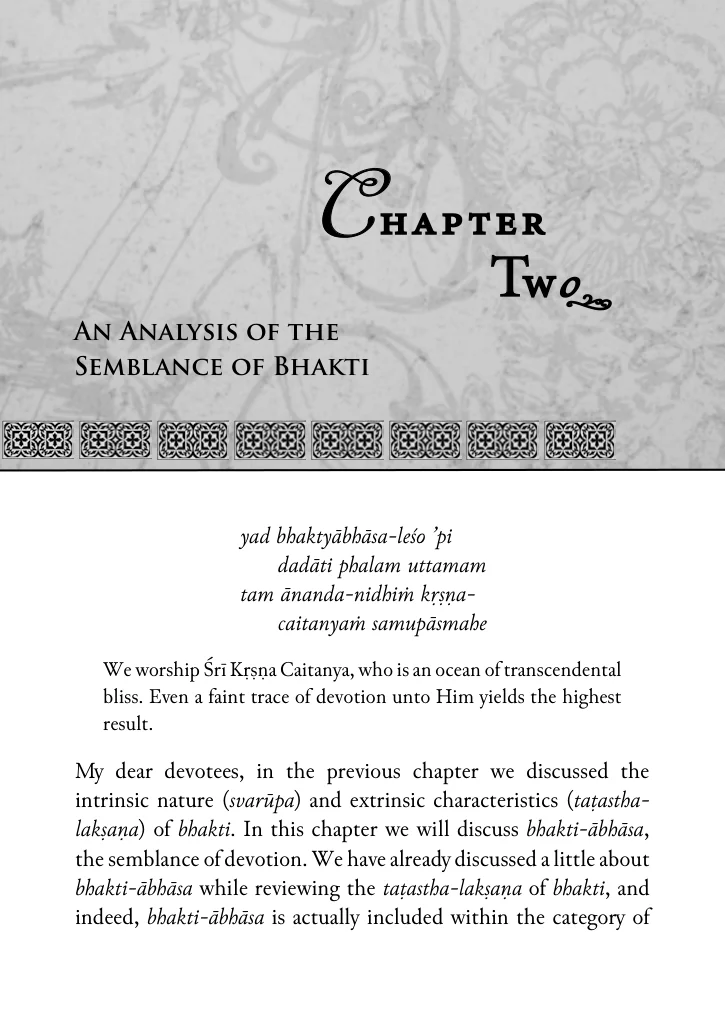 Chapter
Two
An Analysis of the
Semblance of Bhakti
yad bhaktyābhāsa-leśo ’pi
dadāti phalam uttamam
tam ānanda-nidhiṁ kṛṣṇa-
caitanyaṁ samupāsmahe
We worship Śrī Kṛṣṇa Caitanya, who is an ocean of transcendental
bliss. Even a faint trace of devotion unto Him yields the highest
result.
My dear devotees, in the previous chapter we discussed the
intrinsic nature (svarūpa) and extrinsic characteristics (taṭastha-
lakṣaṇa) of bhakti. In this chapter we will discuss bhakti-ābhāsa,
the semblance of devotion. We have already discussed a little about
bhakti-ābhāsa while reviewing the taṭastha-lakṣaṇa of bhakti, and
indeed, bhakti-ābhāsa is actually included within the category of